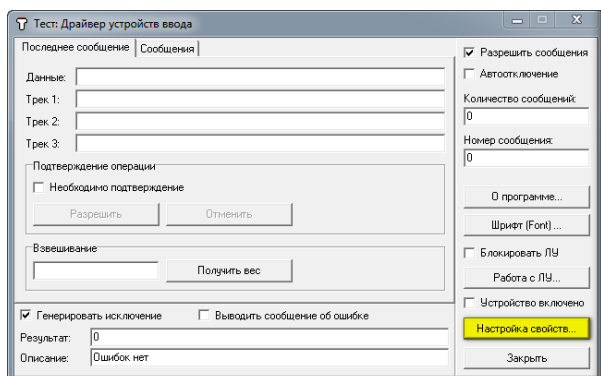 Тест: Драйвер устройств ввода
Последнее сообщение
Сообщения
Данные:
Трек 1:
Трек 2:
Трек 3:
Подтверждение операции
Необходимо подтверждение
Разрешить
Отменить
Взвешивание
Получить вес
Генерировать исключение
Выводить сообщение об ошибке
Результат: 0
Описание: Ошибок нет
Разрешить сообщения
Автоотключение
Количество сообщений:
0
Номер сообщения:
0
О программе...
Шрифт (Font) ...
Блокировать ЛУ
Работа с ЛУ...
Устройство включено
Настройка свойств...
Закрыть